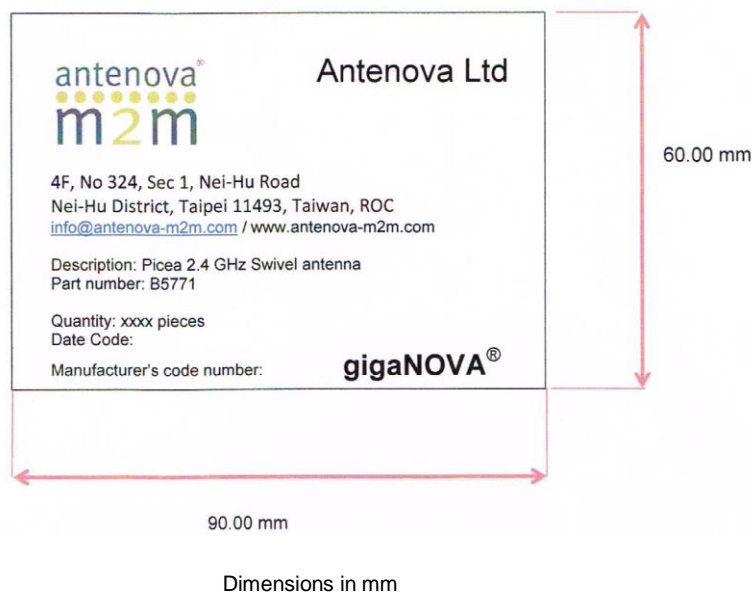 antenova®
m2m
Antenova Ltd
60.00 mm
4F, No 324, Sec 1, Nei-Hu Road
Nei-Hu District, Taipei 11493, Taiwan, ROC
info@antenova-m2m.com / www.antenova-m2m.com
Description: Picea 2.4 GHz Swivel antenna
Part number: B5771
Quantity: xxxx pieces
Date Code:
Manufacturer's code number:
gigaNOVA®
90.00 mm
Dimensions in mm